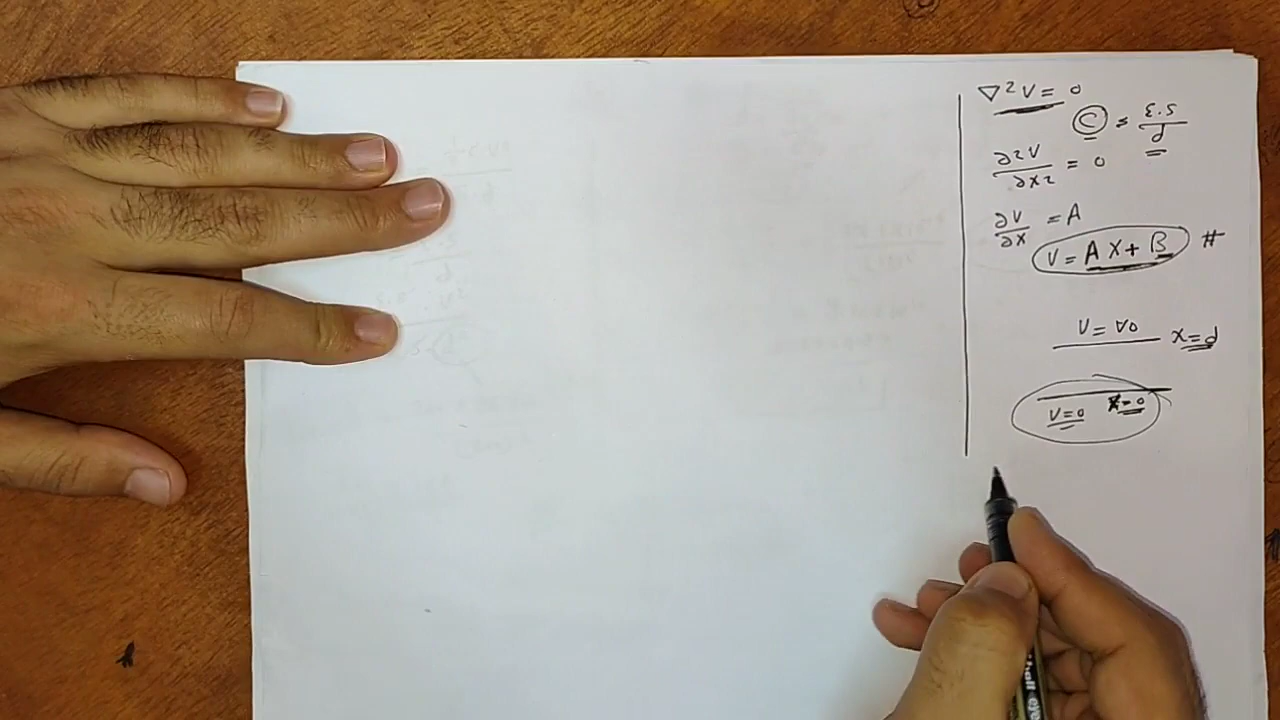 ∇2V = 0
C = ε.s / d
∂2V / ∂x2 = 0
∂V / ∂x = A
V = AX + B #
V = V0 x=d
V=0 x=0